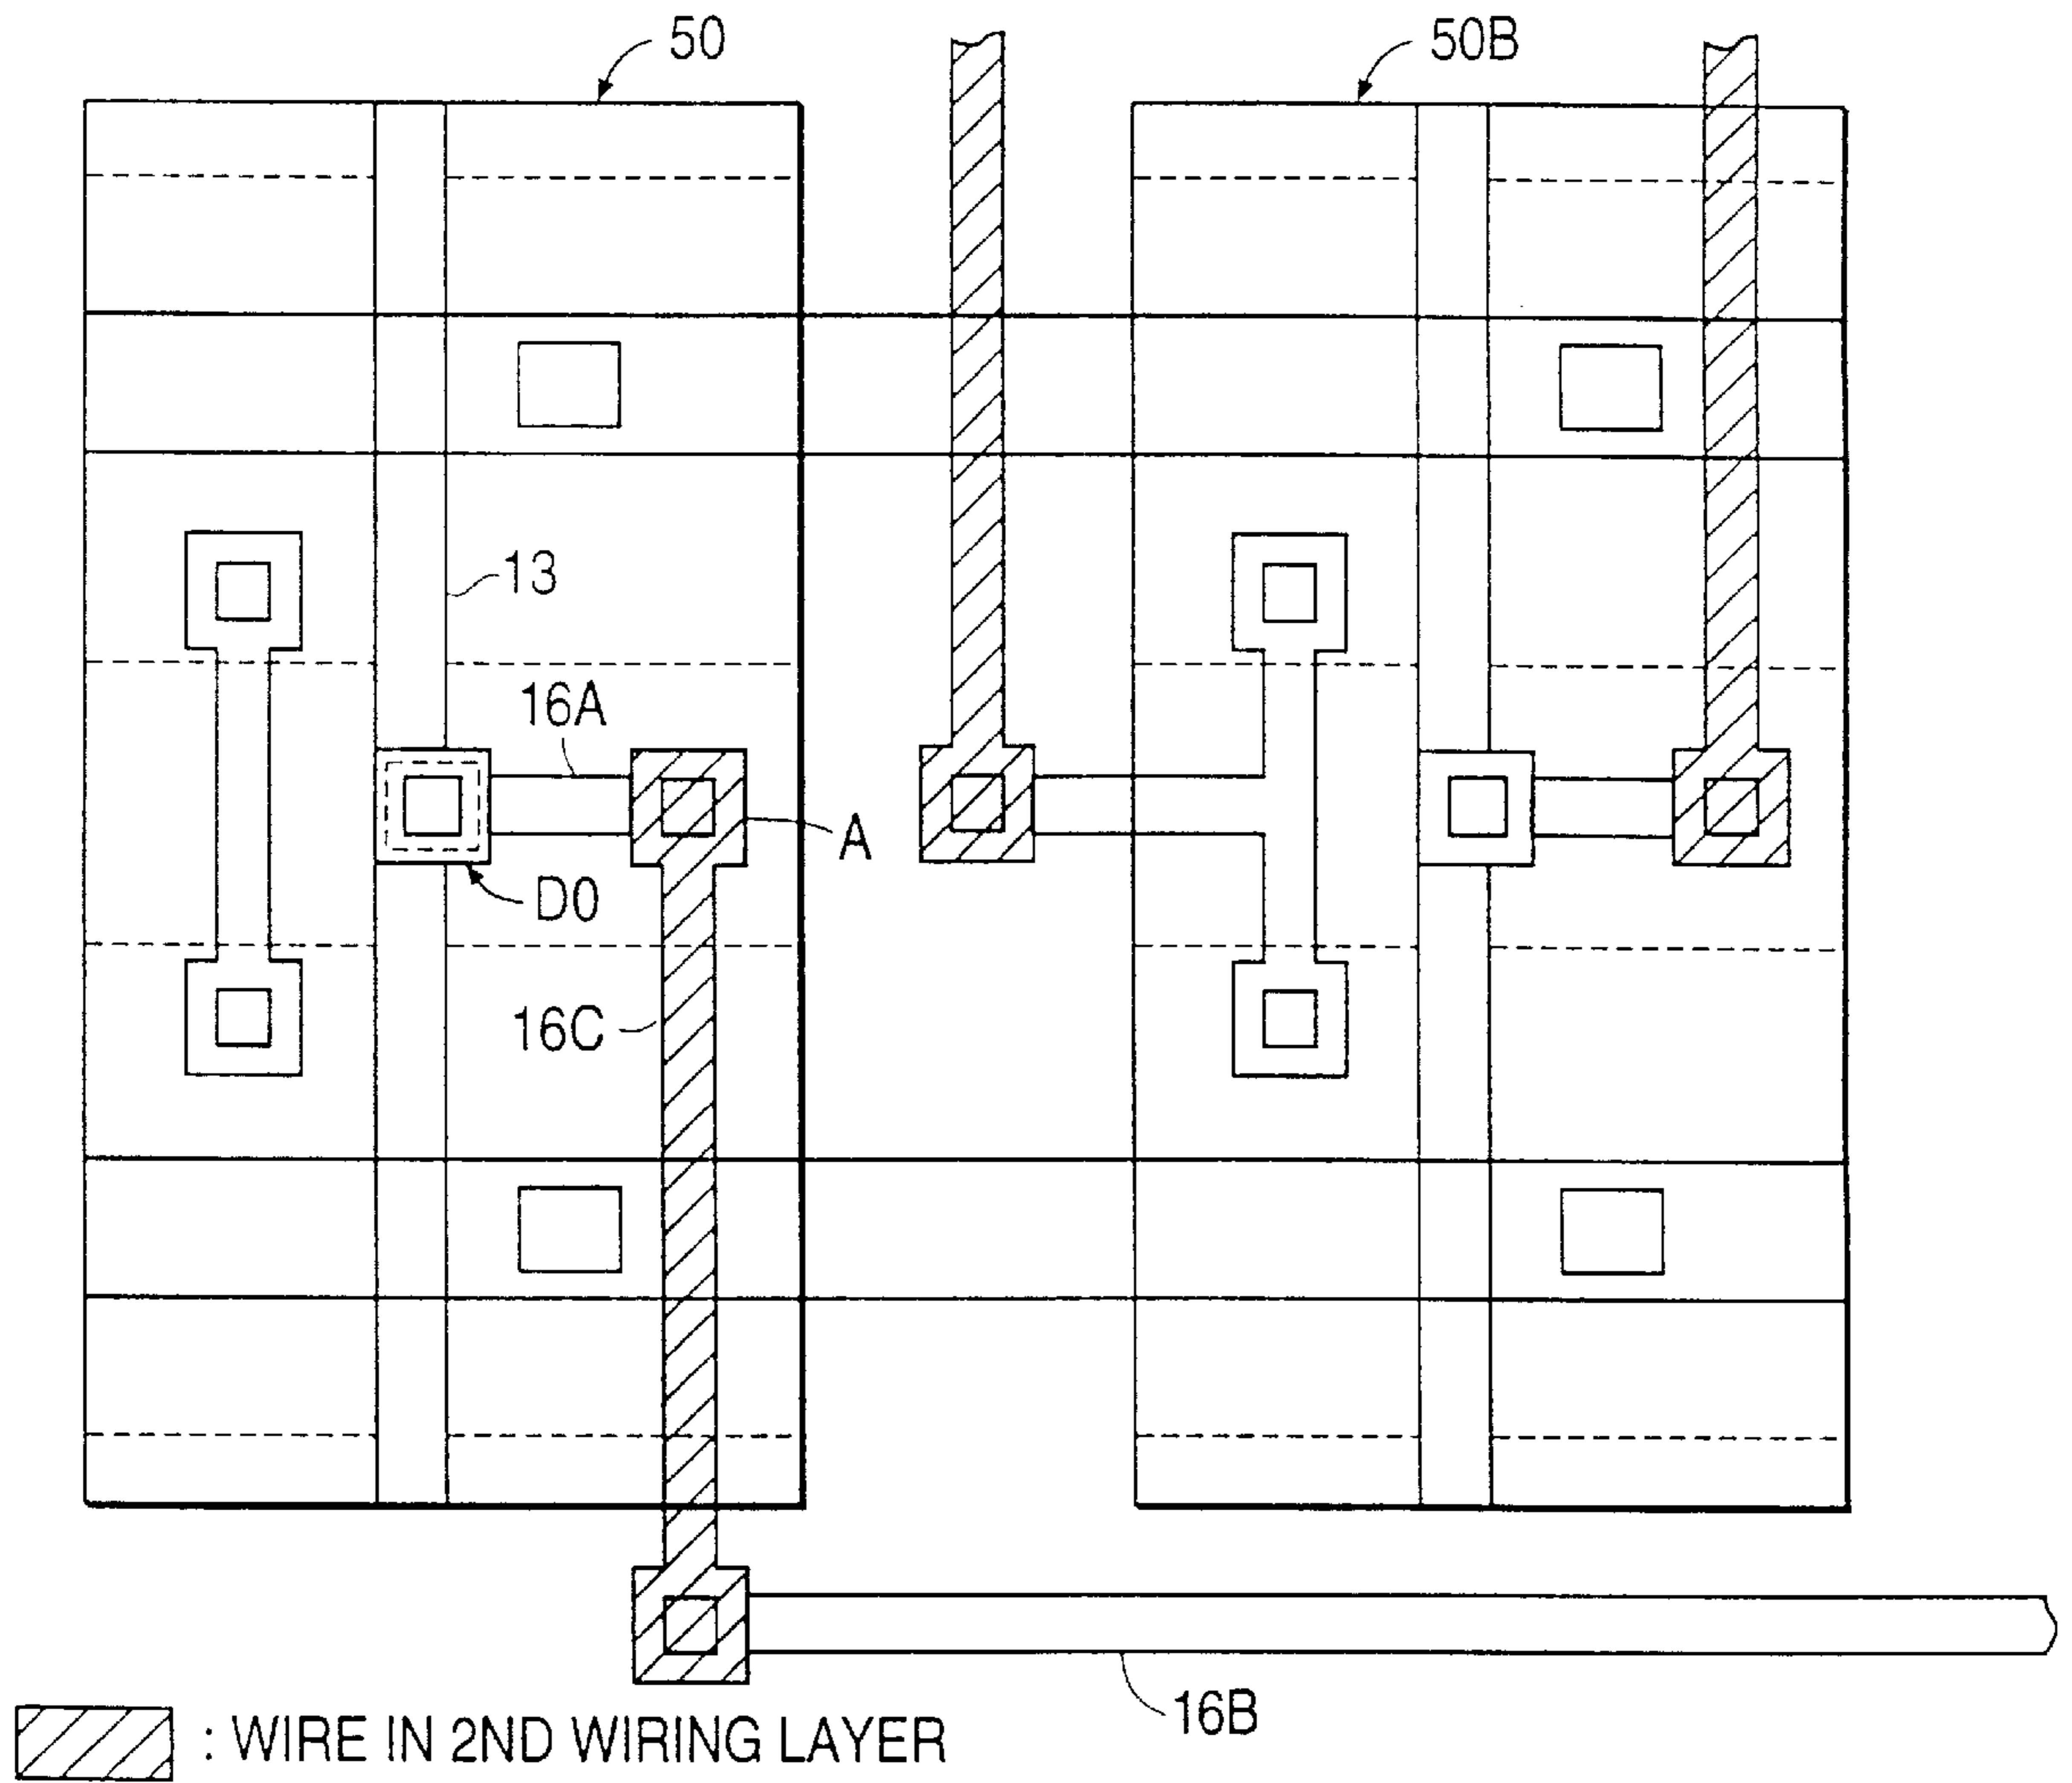 50
50B
13
16A
A
D0
16C
16B
: WIRE IN 2ND WIRING LAYER